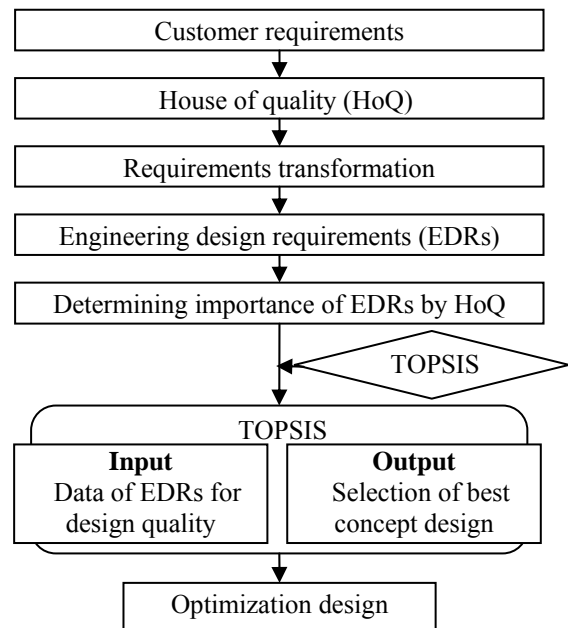 Customer requirements
House of quality (HoQ)
Requirements transformation
Engineering design requirements (EDRs)
Determining importance of EDRs by HoQ
TOPSIS
TOPSIS
Input
Data of EDRs for
design quality
Output
Selection of best
concept design
Optimization design